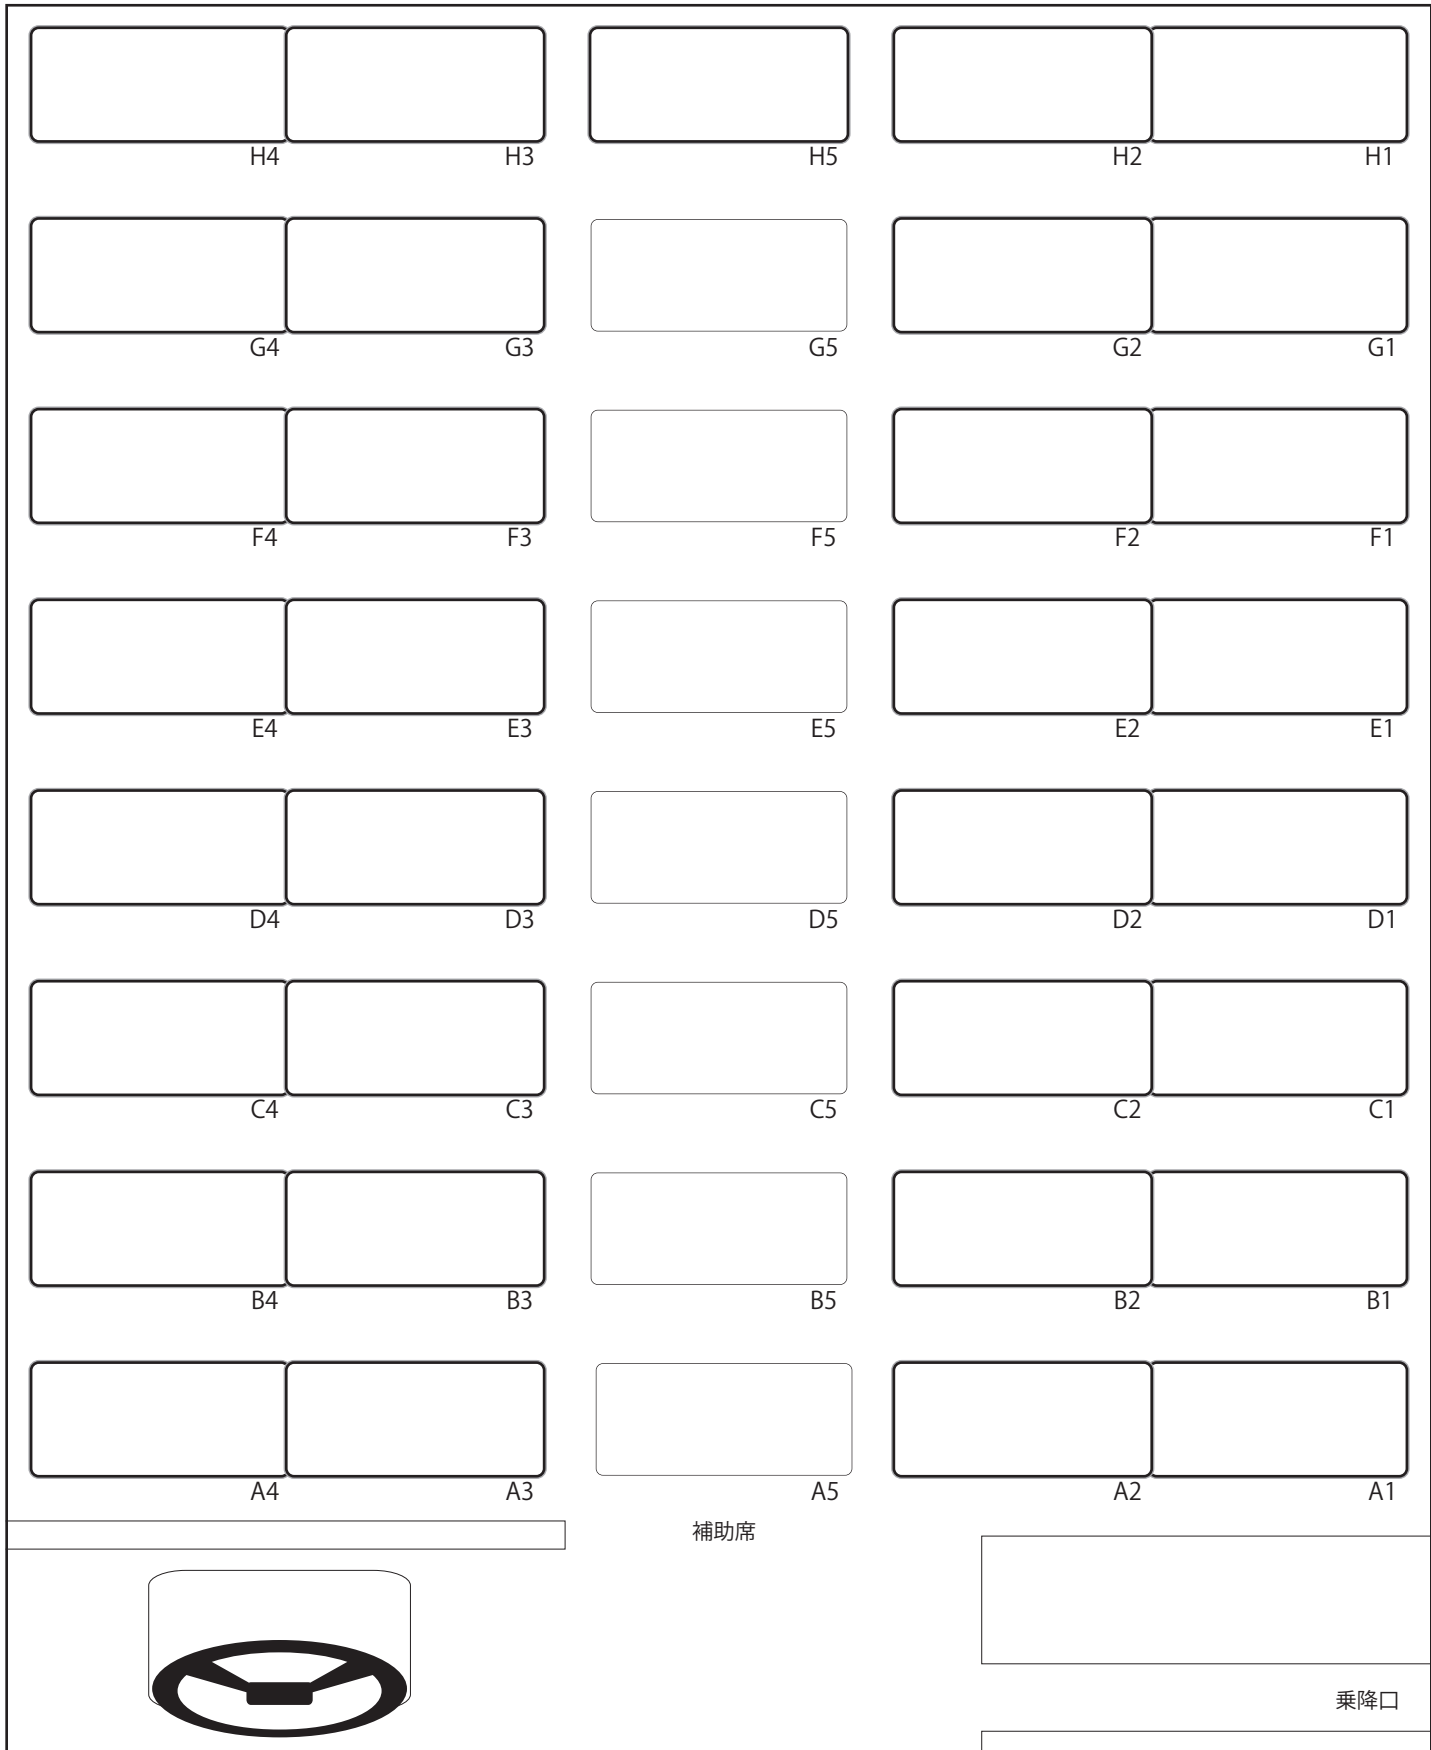 H4 H3 H5 H2 H1
G4 G3 G5 G2 G1
F4 F3 F5 F2 F1
E4 E3 E5 E2 E1
D4 D3 D5 D2 D1
C4 C3 C5 C2 C1
B4 B3 B5 B2 B1
A4 A3 A5 A2 A1
補助席
乗降口